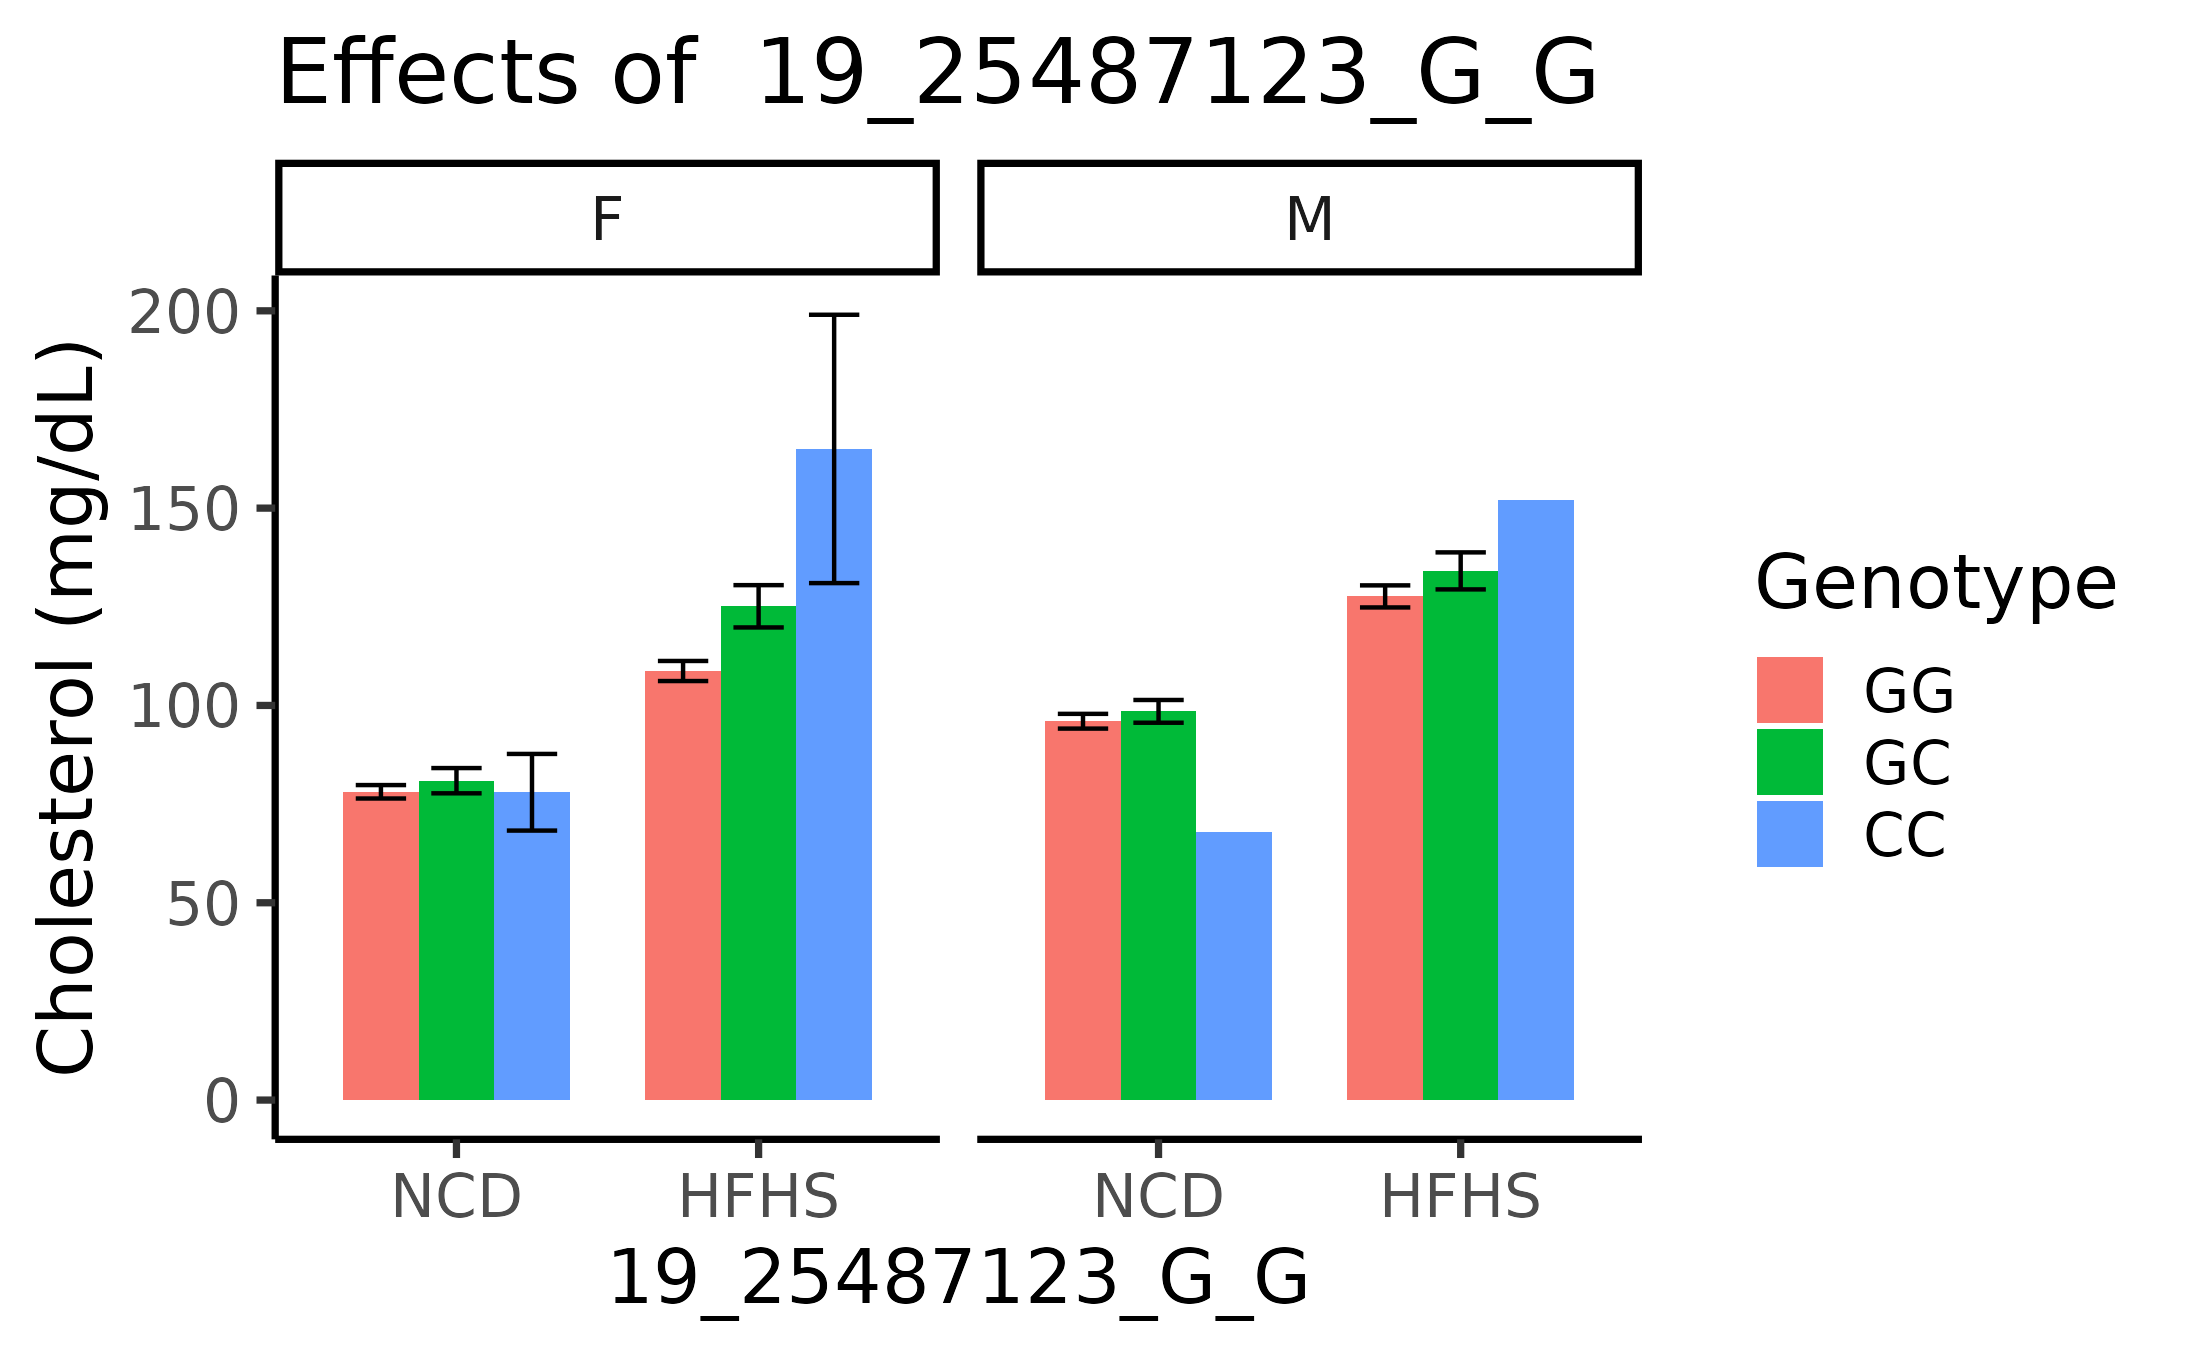 Effects of  19_25487123_G_G
F
M
Cholesterol (mg/dL)
200
150
100
50
0
NCD
HFHS
NCD
HFHS
19_25487123_G_G
Genotype
GG
GC
CC